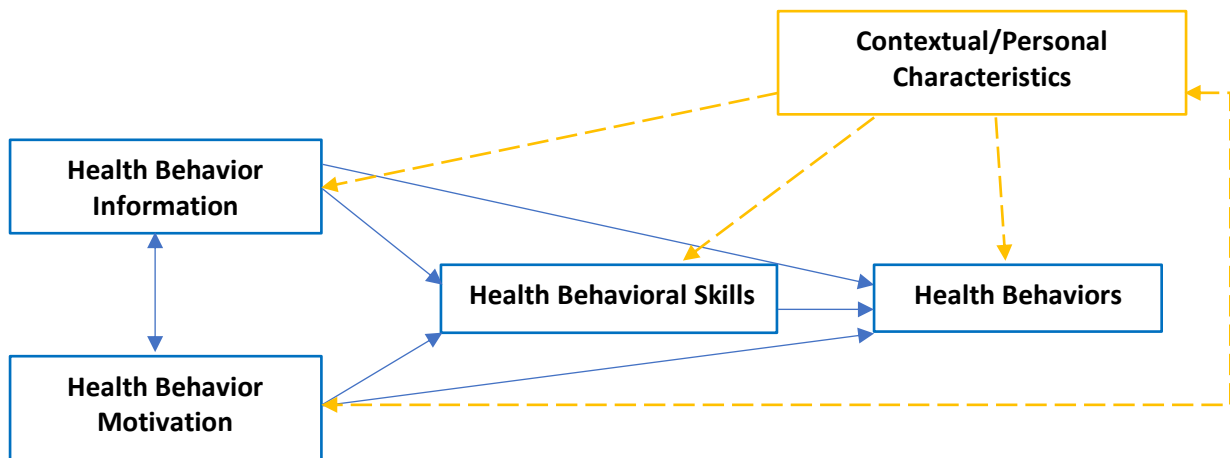 Contextual/Personal
Characteristics
Health Behavior
Information
Health Behavioral Skills
Health Behaviors
Health Behavior
Motivation